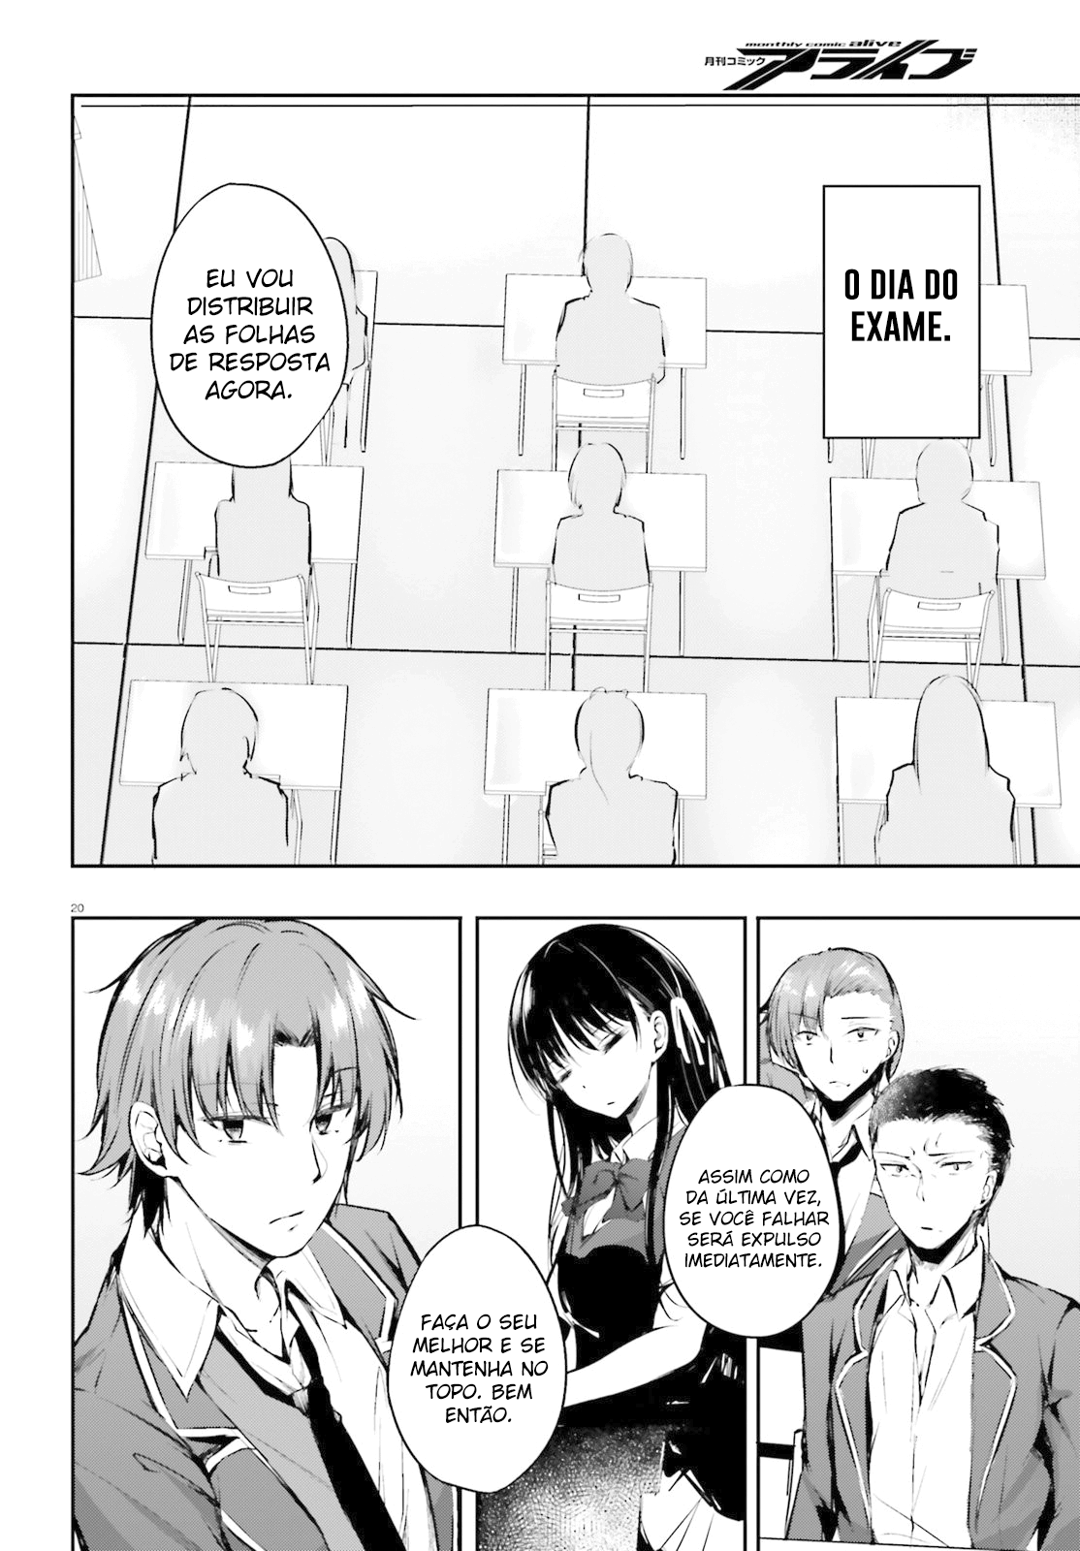 monthly comic alive
月刊コミック アライブ
O DIA DO
EXAME.
EU VOU
DISTRIBUIR
AS FOLHAS
DE RESPOSTA
AGORA.
20
ASSIM COMO
DA ÚLTIMA VEZ,
SE VOCÊ FALHAR
SERÁ EXPULSO
IMEDIATAMENTE.
FAÇA O SEU
MELHOR E SE
MANTENHA NO
TOPO. BEM
ENTÃO.